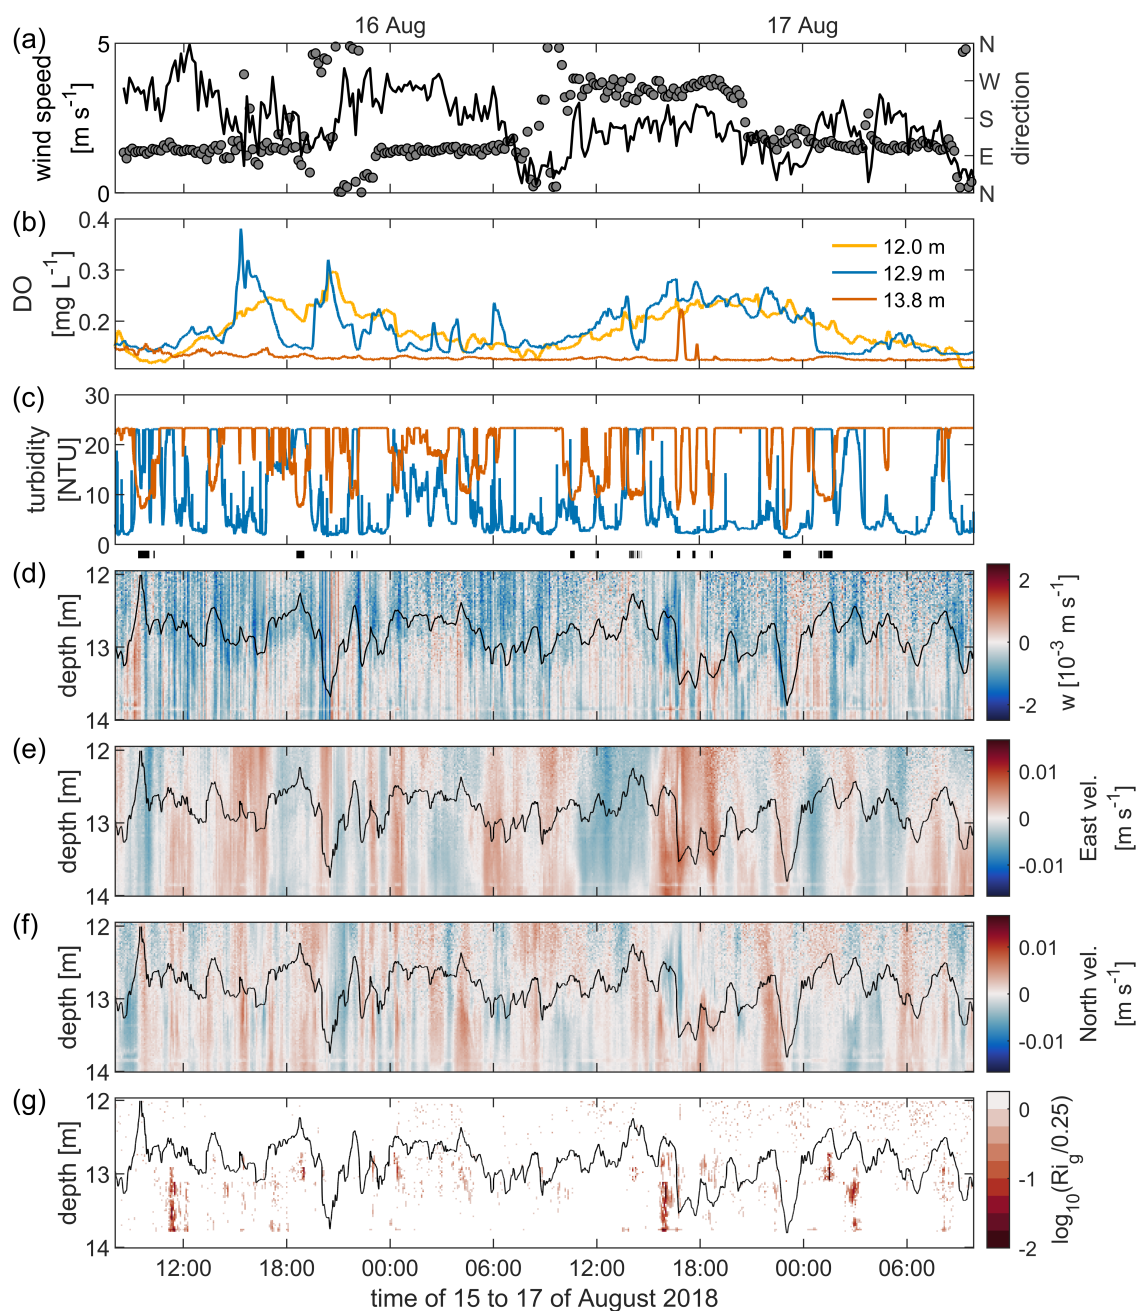 16 Aug
17 Aug
(a)
5
0
wind speed
[m s⁻¹]
N
W
S
E
N
direction
(b)
0.4
0.3
0.2
DO
[mg L⁻¹]
12.0 m
12.9 m
13.8 m
(c)
30
20
10
0
turbidity
[NTU]
(d)
12
13
14
depth [m]
2
0
-2
w [10⁻³ m s⁻¹]
(e)
12
13
14
depth [m]
0.01
0
-0.01
East vel.
[m s⁻¹]
(f)
12
13
14
depth [m]
0.01
0
-0.01
North vel.
[m s⁻¹]
(g)
12
13
14
depth [m]
0
-1
-2
log₁₀(Ri_g/0.25)
12:00 18:00 00:00 06:00 12:00 18:00 00:00 06:00
time of 15 to 17 of August 2018